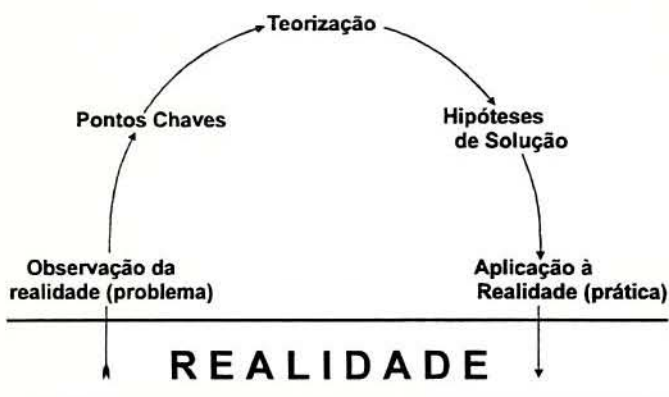 Teorização
Pontos Chaves
Hipóteses
de Solução
Observação da
realidade (problema)
Aplicação à
Realidade (prática)
REALIDADE